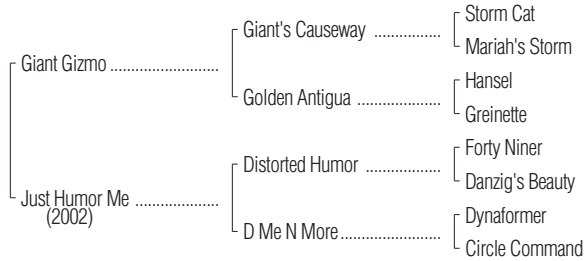 Storm Cat
Giant's Causeway ................
Mariah's Storm
Giant Gizmo ......................
Hansel
Golden Antigua ..................
Greinette
Forty Niner
Distorted Humor ................
Danzig's Beauty
Just Humor Me .................
(2002)
Dynaformer
D Me N More .....................
Circle Command